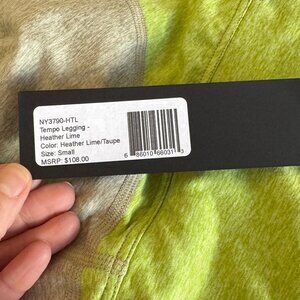 NY3790-HTL
Tempo Legging -
Heather Lime
Color: Heather Lime/Taupe
Size: Small
MSRP: $108.00
6 86010 66031 3